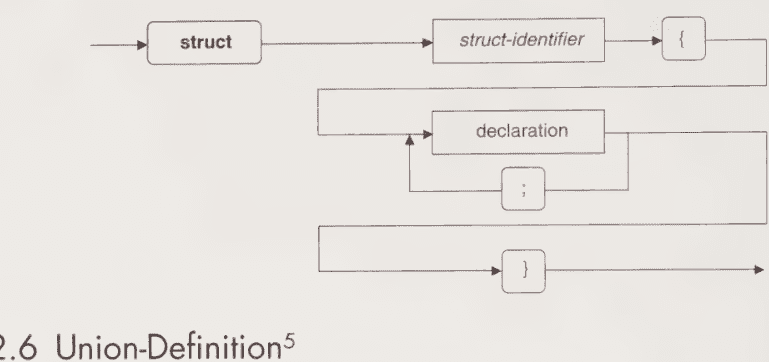 struct struct-identifier {
declaration
;
}
2.6 Union-Definition5